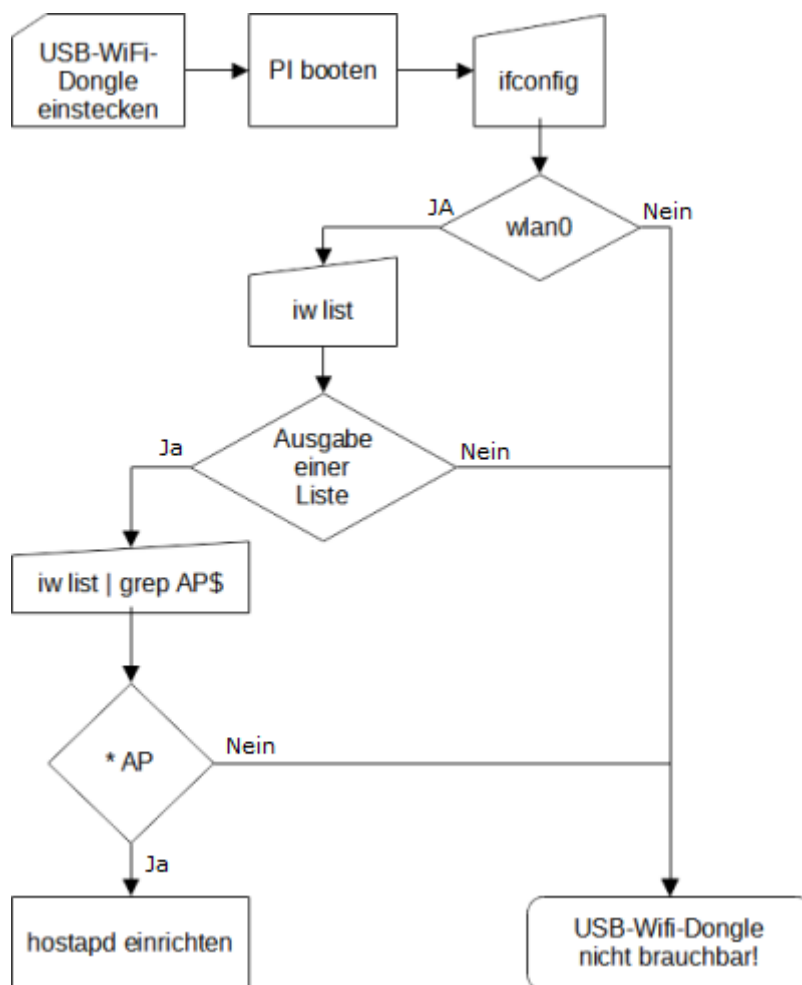 USB-WiFi-
Dongle
einstecken
PI booten
ifconfig
wlan0
JA
Nein
iw list
Ausgabe
einer
Liste
Ja
Nein
iw list | grep AP$
* AP
Nein
Ja
hostapd einrichten
USB-Wifi-Dongle
nicht brauchbar!